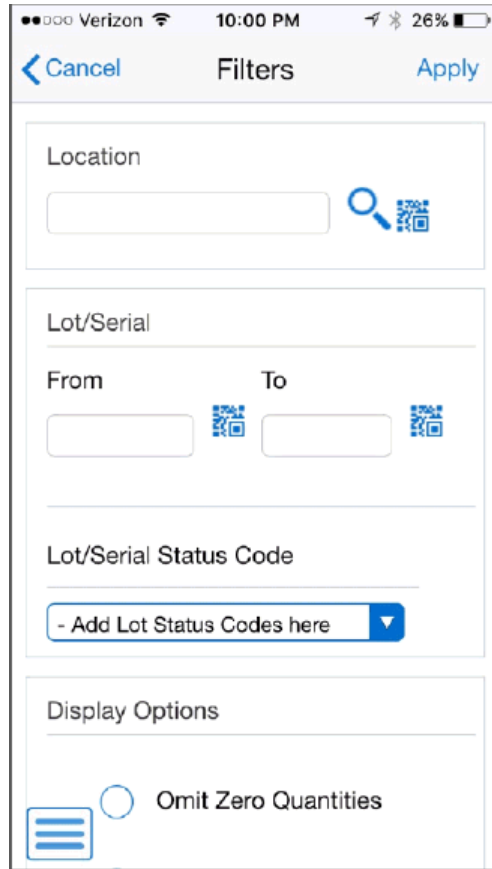 Verizon 10:00 PM 26%
Cancel Filters Apply
Location
Lot/Serial
From To
Lot/Serial Status Code
- Add Lot Status Codes here
Display Options
Omit Zero Quantities